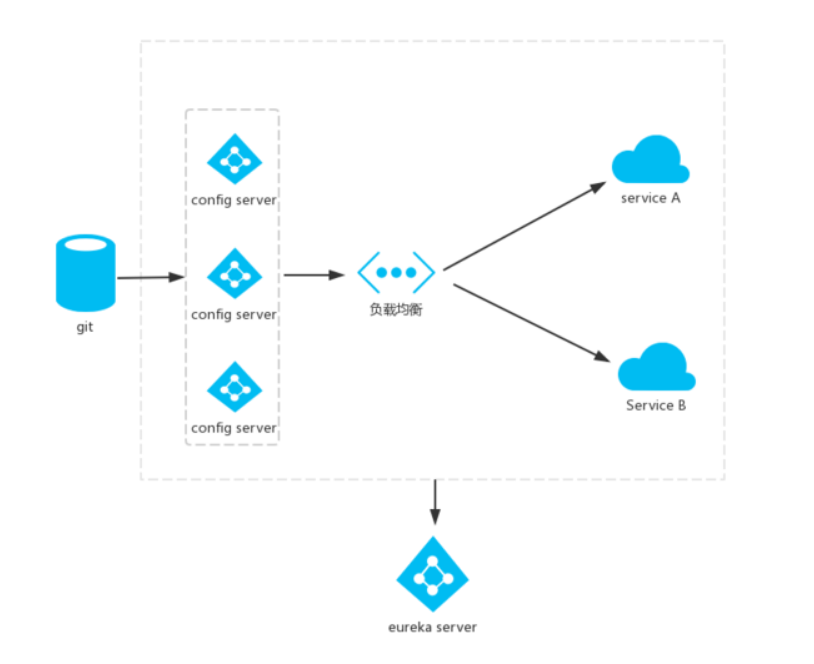 config server
service A
config server
负载均衡
git
Service B
config server
eureka server